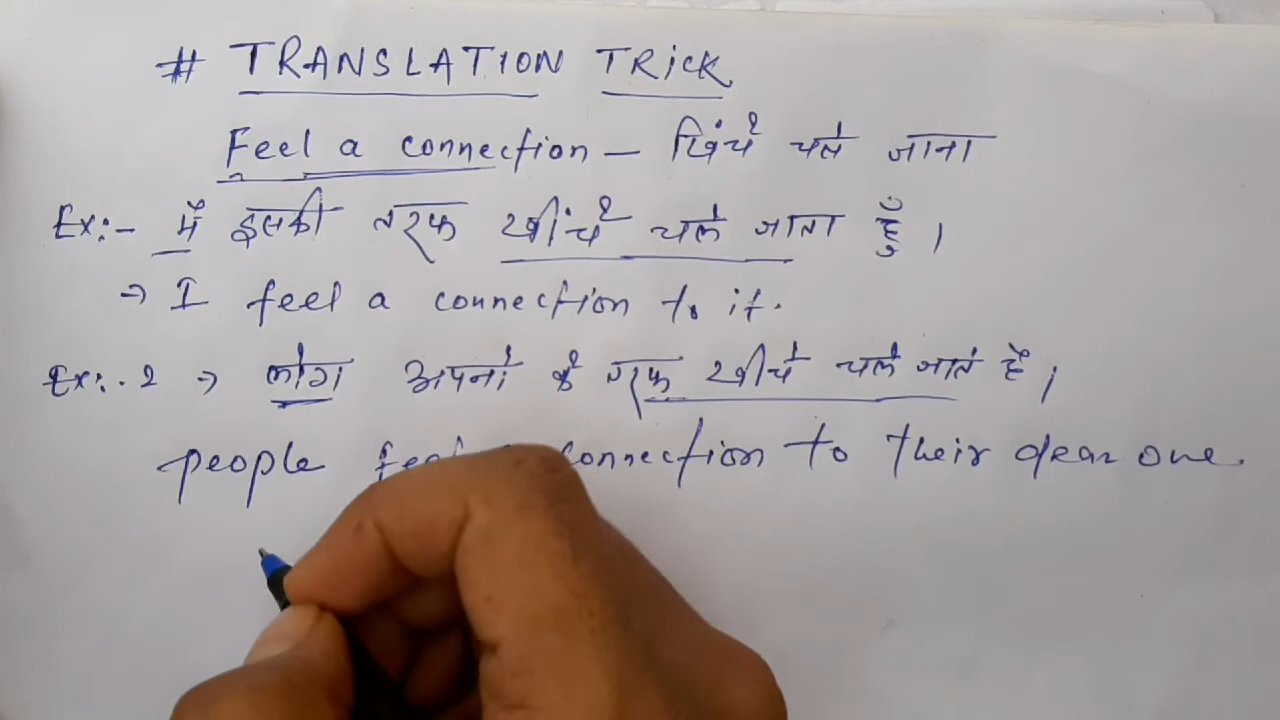 # TRANSLATION TRICK
Feel a connection – खिंचे चले जाना
Ex:- मैं इसकी तरफ खींचे चले जाता हूँ।
→ I feel a connection to it.
Ex:. 2 → लोग अपनों के तरफ खीचे चले जाते हैं।
people connection to their dear one.